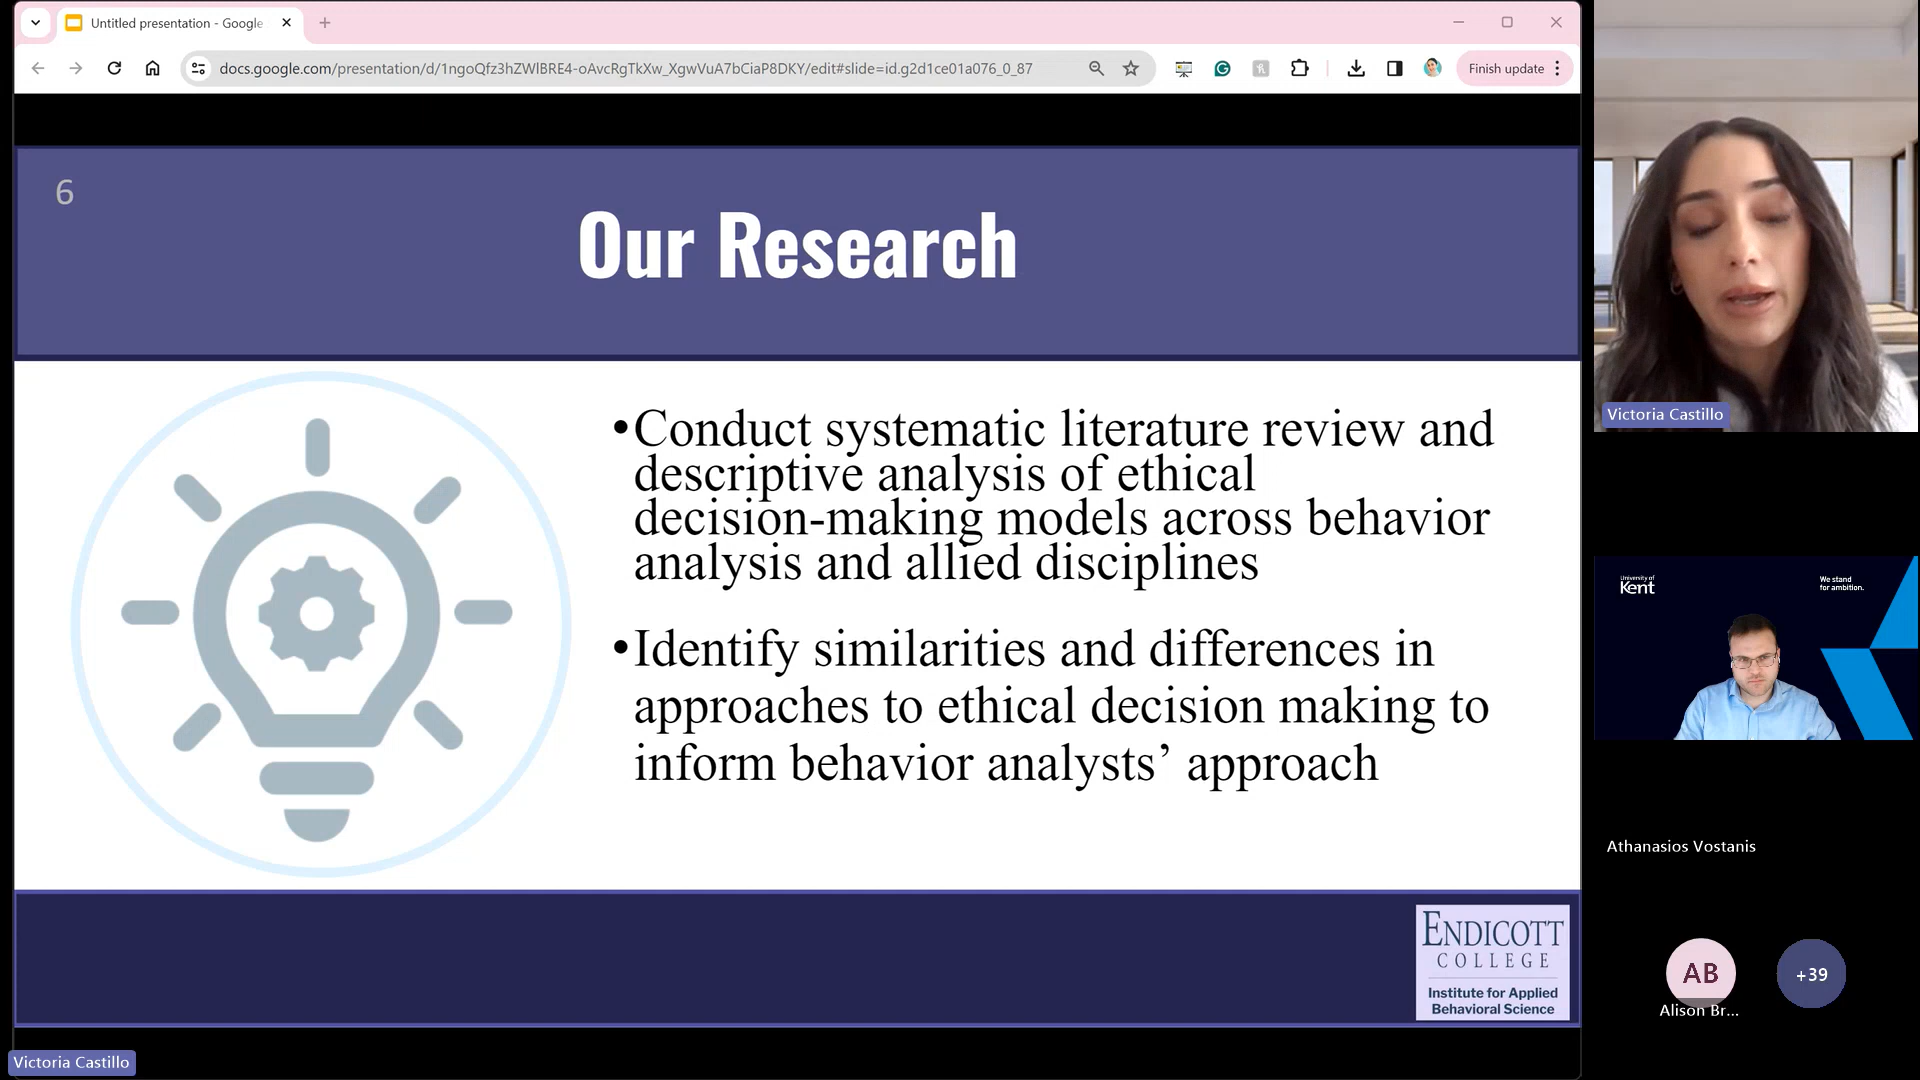 Untitled presentation - Google
docs.google.com/presentation/d/1ngoQfz3hZWlBRE4-oAvcRgTkXw_XgwVuA7bCiaP8DKY/edit#slide=id.g2d1ce01a076_0_87
Finish update
6
Our Research
•Conduct systematic literature review and
descriptive analysis of ethical
decision-making models across behavior
analysis and allied disciplines
•Identify similarities and differences in
approaches to ethical decision making to
inform behavior analysts’ approach
ENDICOTT
COLLEGE
Institute for Applied
Behavioral Science
Victoria Castillo
Victoria Castillo
University of
Kent
We stand
for ambition.
Athanasios Vostanis
AB
Alison Br...
+39